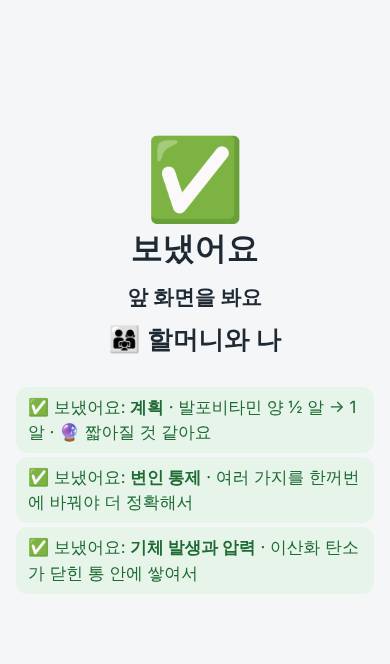 ✅
보냈어요
앞 화면을 봐요
👨‍👩‍👧 할머니와 나
✅ 보냈어요: 계획 · 발포비타민 양 ½ 알 → 1
알 · 🔮 짧아질 것 같아요
✅ 보냈어요: 변인 통제 · 여러 가지를 한꺼번
에 바꿔야 더 정확해서
✅ 보냈어요: 기체 발생과 압력 · 이산화 탄소
가 닫힌 통 안에 쌓여서